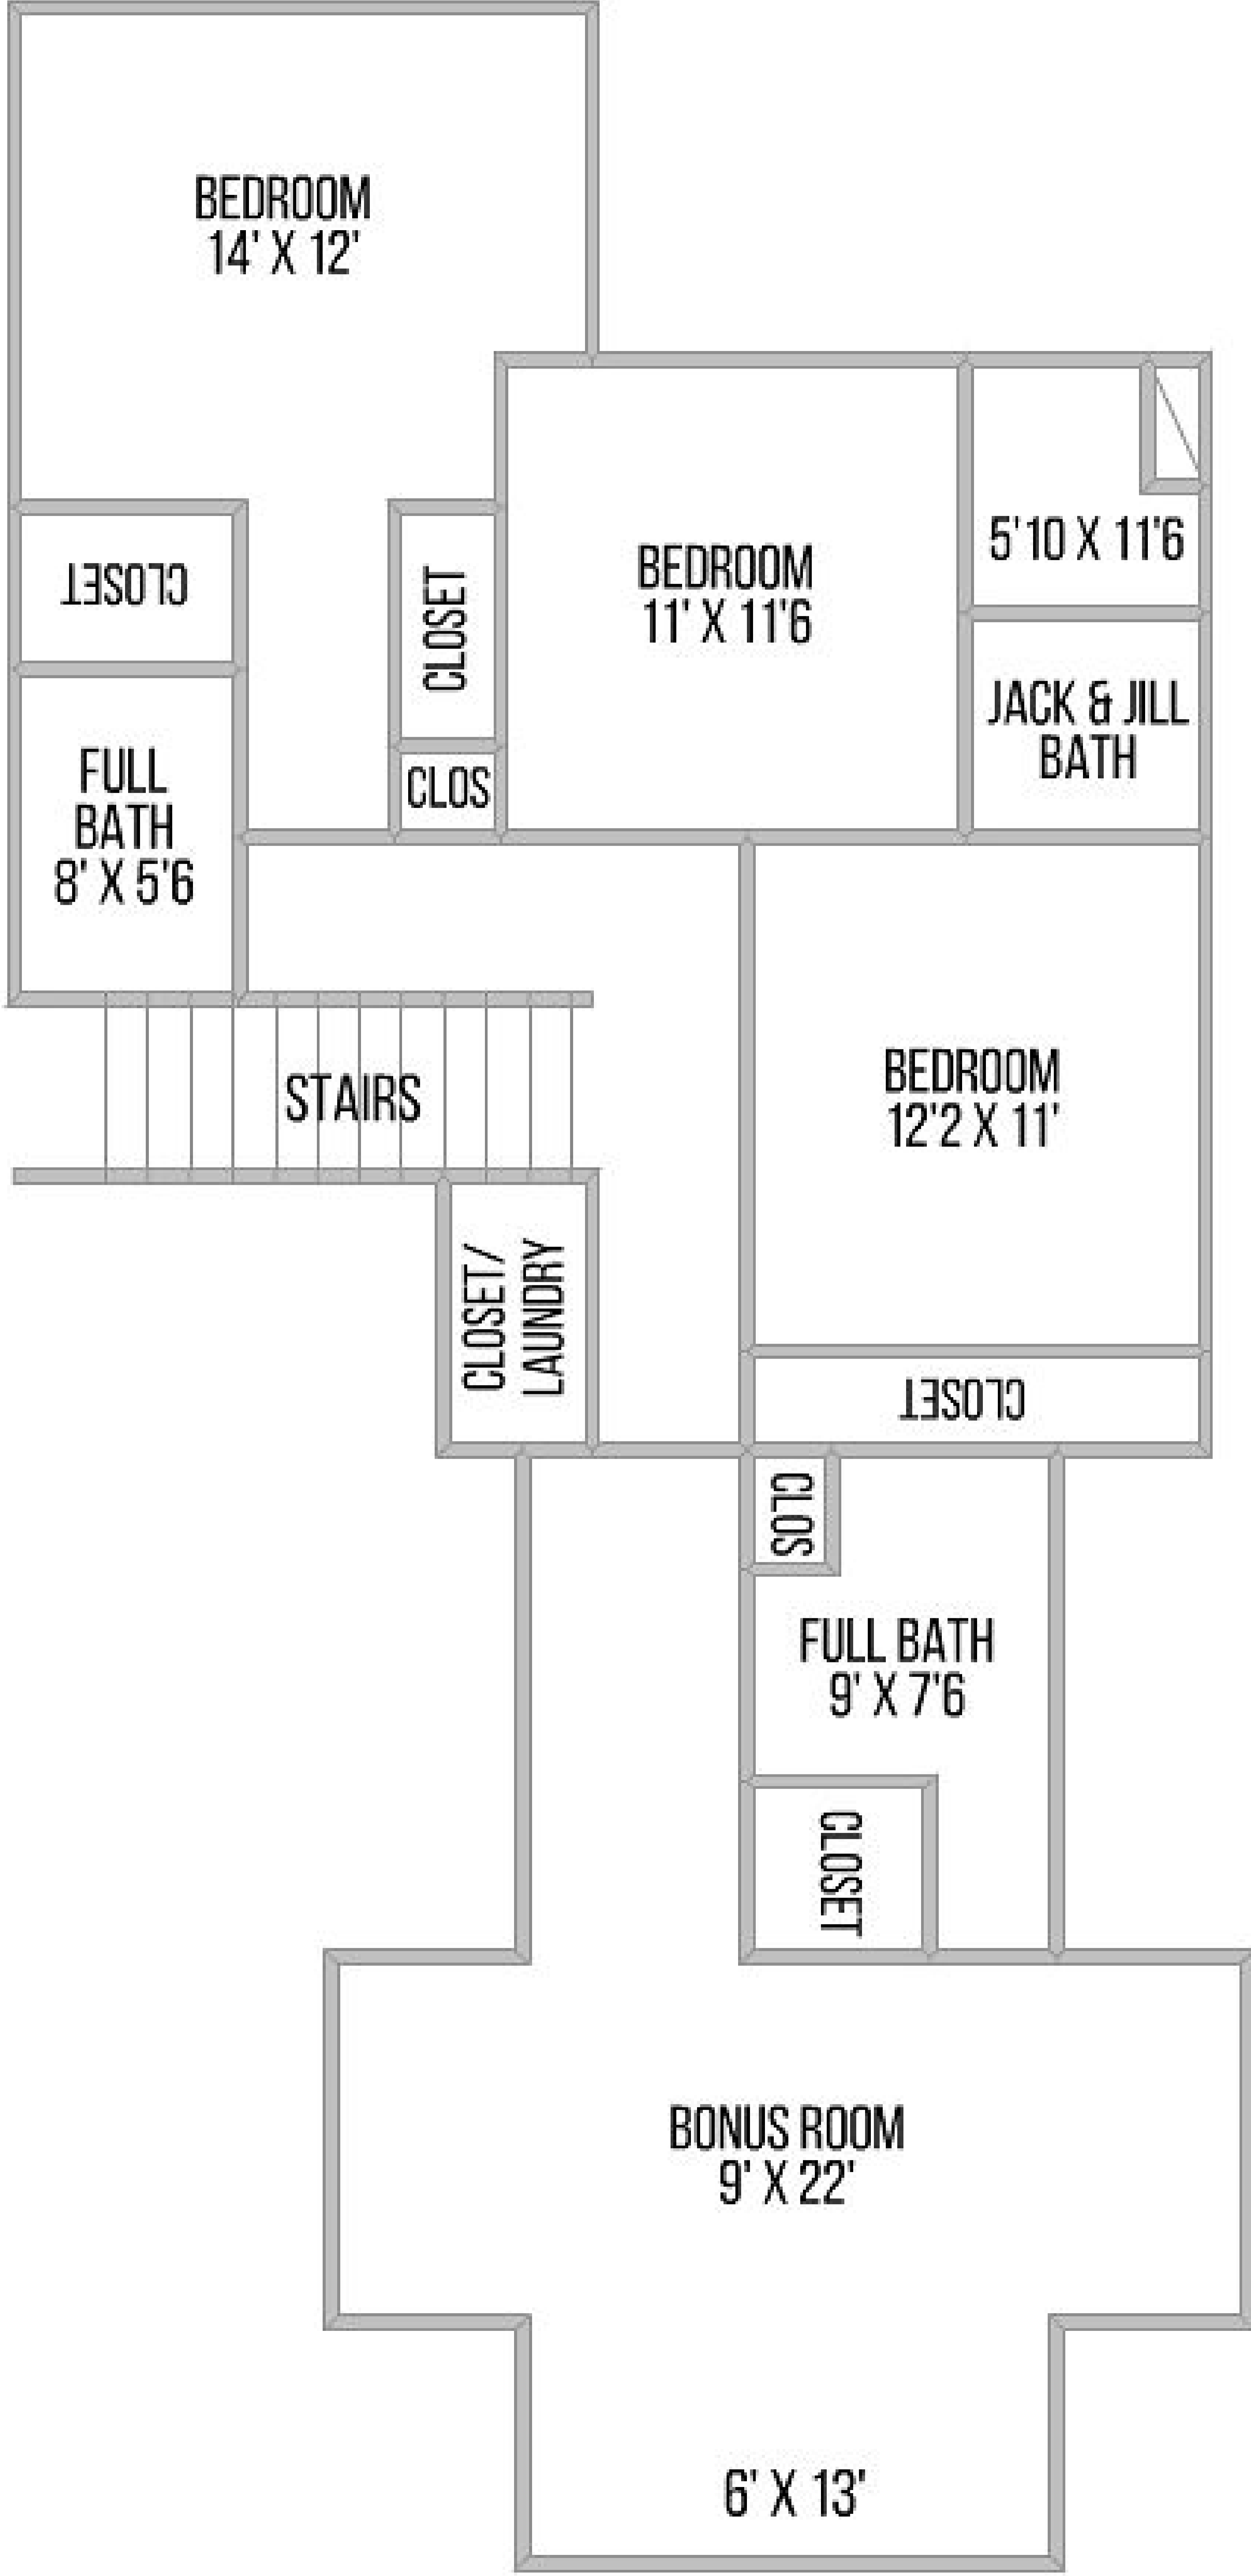 BEDROOM
14' X 12'
CLOSET
CLOSET
BEDROOM
11' X 11'6
5'10 X 11'6
JACK & JILL
BATH
FULL
BATH
8' X 5'6
CLOS
STAIRS
BEDROOM
12'2 X 11'
CLOSET/
LAUNDRY
CLOSET
CLOS
FULL BATH
9' X 7'6
CLOSET
BONUS ROOM
9' X 22'
6' X 13'